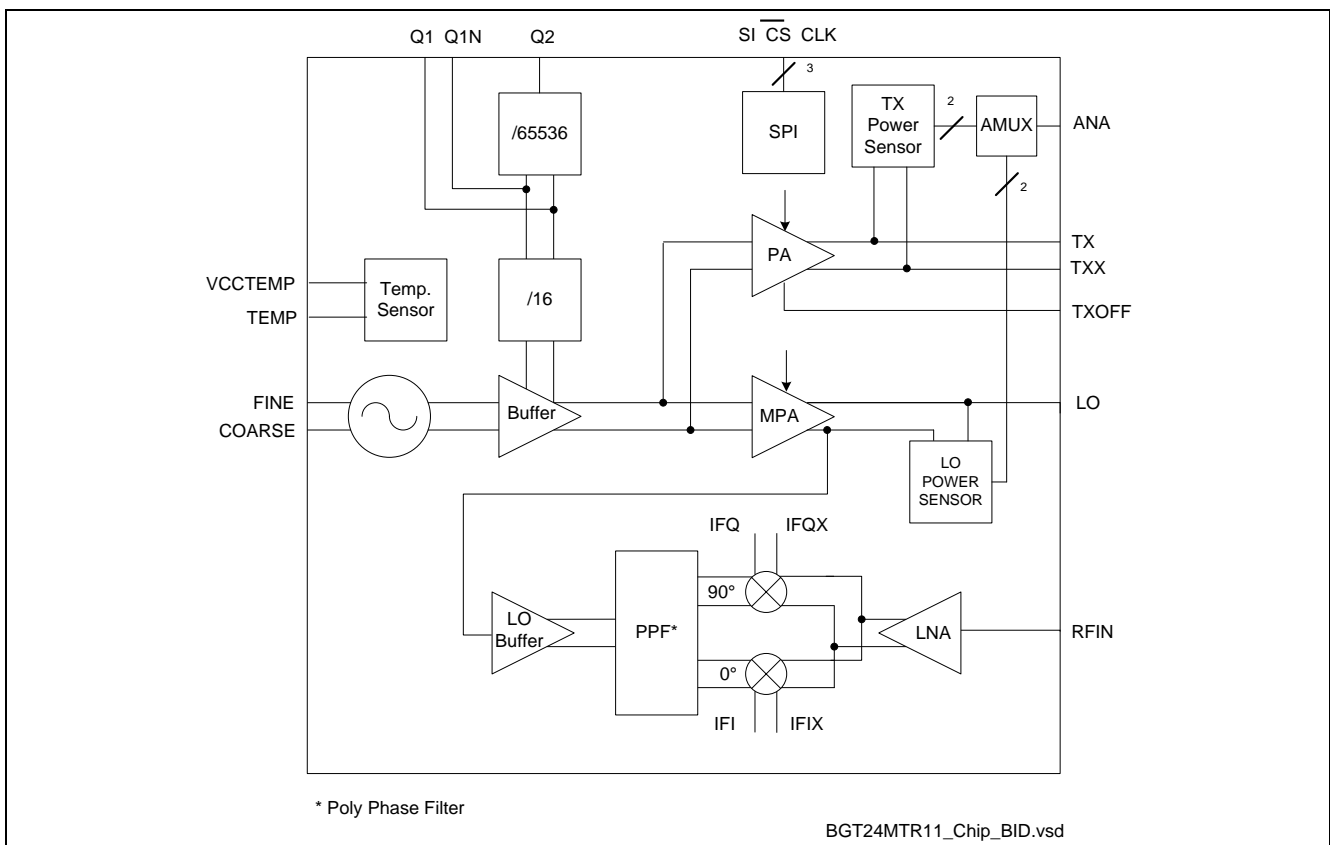 Q1 Q1N Q2 SI CS CLK
3
/65536
SPI
TX
Power
Sensor
2
AMUX
ANA
2
PA
TX
TXX
TXOFF
VCCTEMP
TEMP
Temp.
Sensor
/16
FINE
COARSE
Buffer
MPA
LO
LO
POWER
SENSOR
IFQ IFQX
90°
LO
Buffer
PPF*
LNA
RFIN
0°
IFI IFIX
* Poly Phase Filter
BGT24MTR11_Chip_BID.vsd